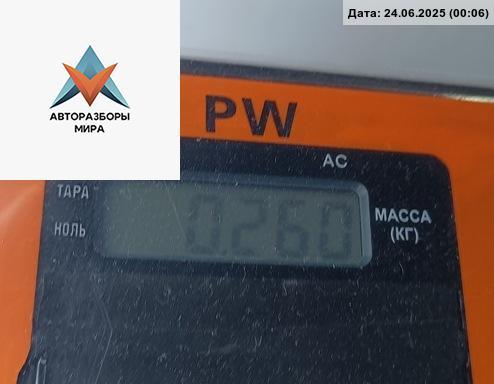 Дата: 24.06.2025 (00:06)
АВТОРАЗБОРЫ
МИРА
PW
AC
ТАРА
НОЛЬ
0.260
МАССА
(КГ)